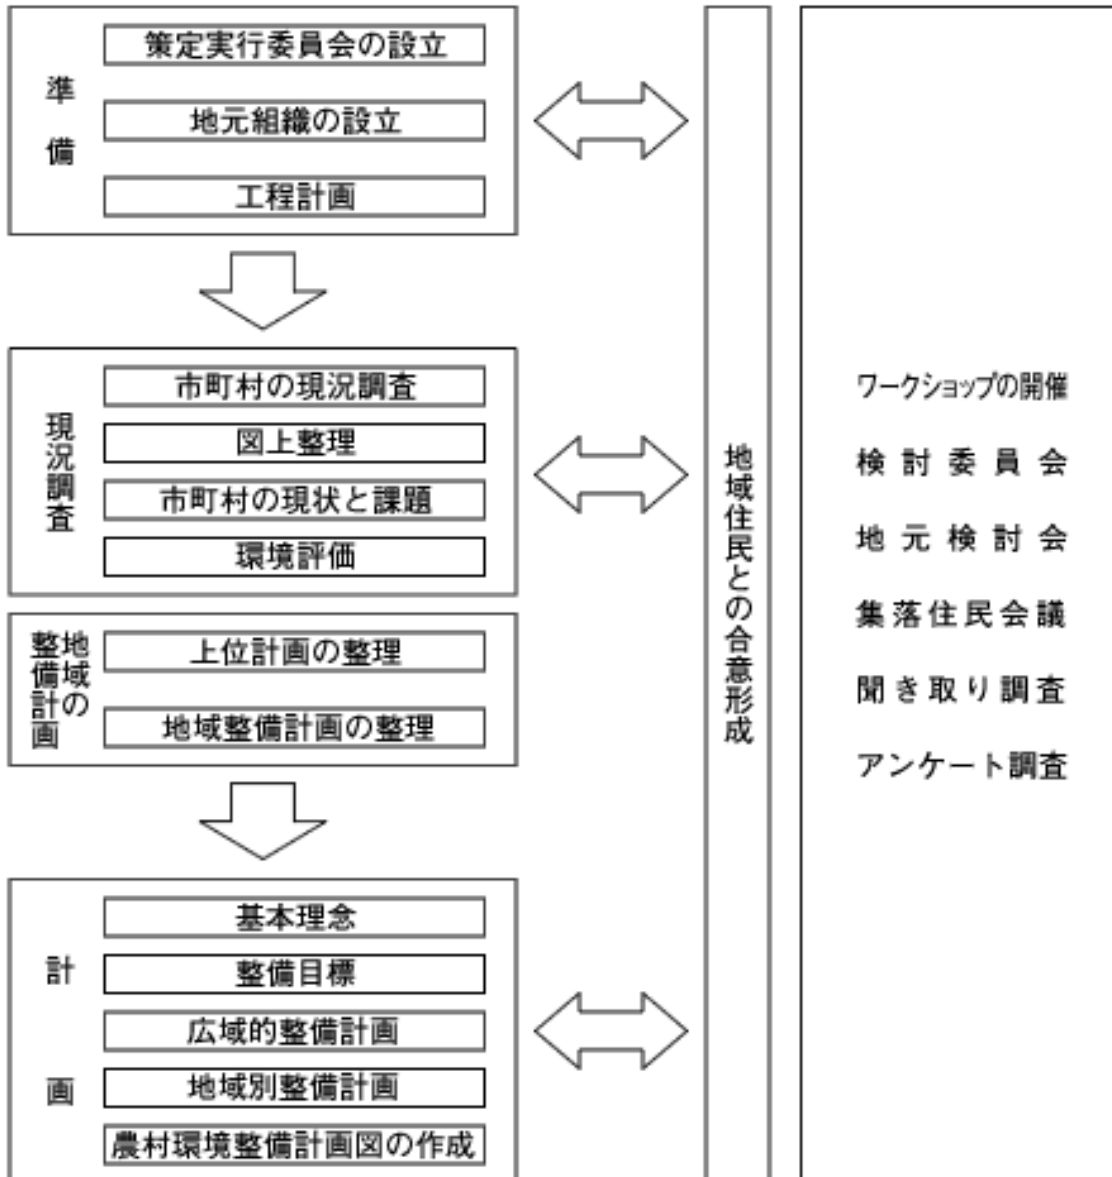 準備
策定実行委員会の設立
地元組織の設立
工程計画
現況調査
市町村の現況調査
図上整理
市町村の現状と課題
環境評価
地域の
整備計画
上位計画の整理
地域整備計画の整理
計画
基本理念
整備目標
広域的整備計画
地域別整備計画
農村環境整備計画図の作成
地域住民との合意形成
ワークショップの開催
検討委員会
地元検討会
集落住民会議
聞き取り調査
アンケート調査